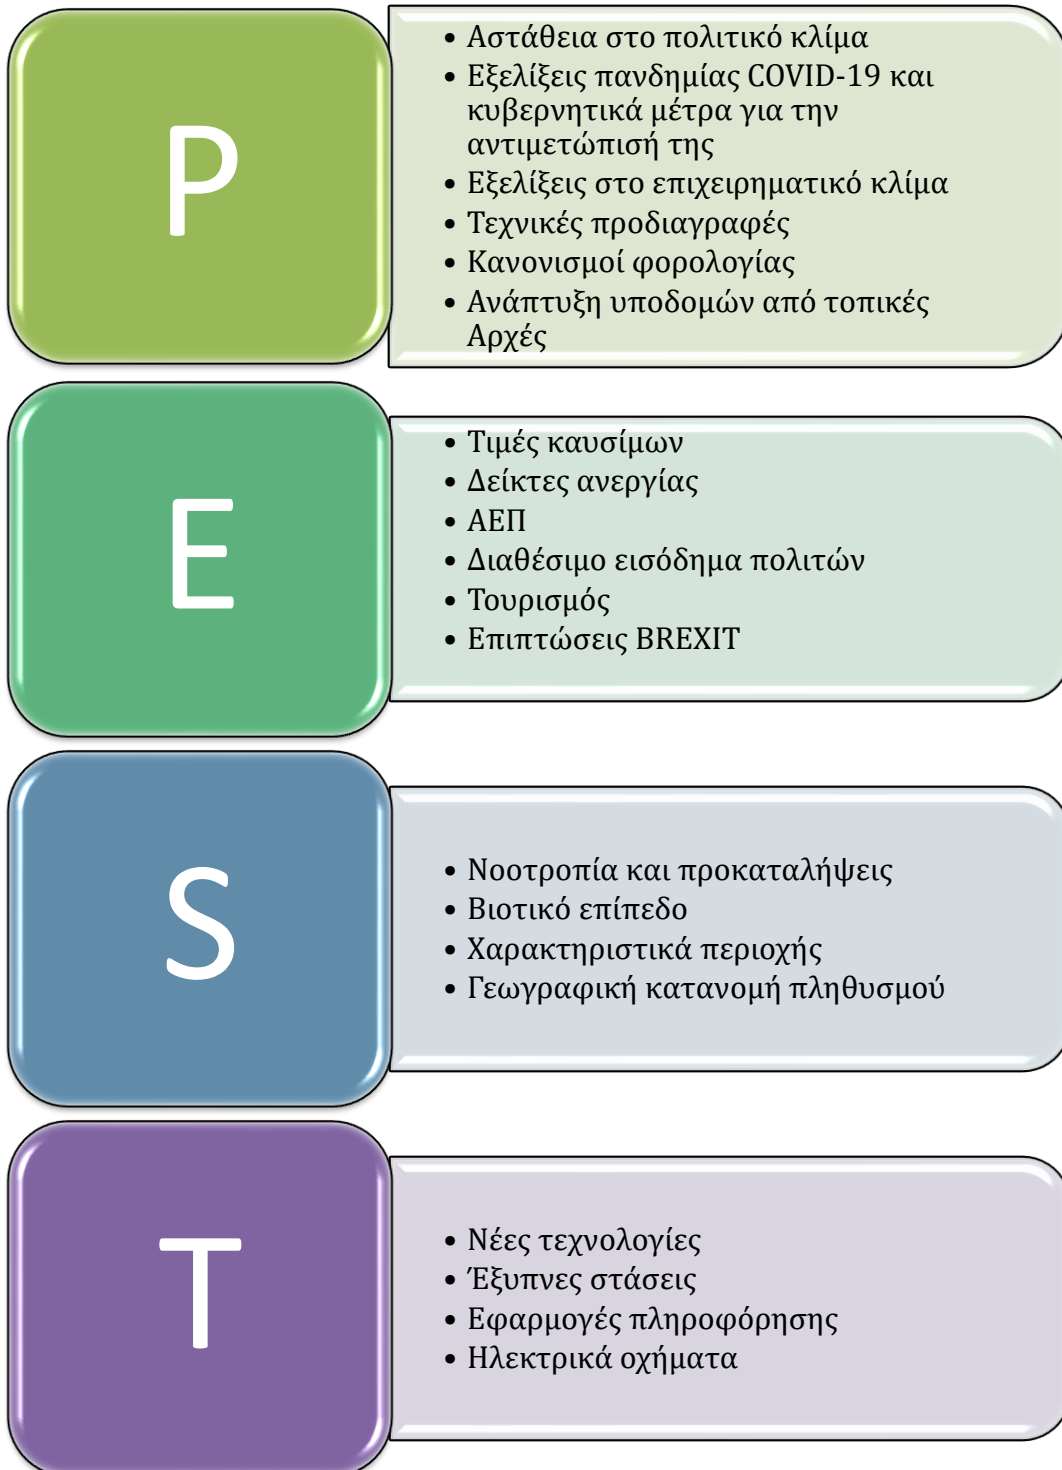 P
• Αστάθεια στο πολιτικό κλίμα
• Εξελίξεις πανδημίας COVID-19 και
κυβερνητικά μέτρα για την
αντιμετώπισή της
• Εξελίξεις στο επιχειρηματικό κλίμα
• Τεχνικές προδιαγραφές
• Κανονισμοί φορολογίας
• Ανάπτυξη υποδομών από τοπικές
Αρχές
E
• Τιμές καυσίμων
• Δείκτες ανεργίας
• ΑΕΠ
• Διαθέσιμο εισόδημα πολιτών
• Τουρισμός
• Επιπτώσεις BREXIT
S
• Νοοτροπία και προκαταλήψεις
• Βιοτικό επίπεδο
• Χαρακτηριστικά περιοχής
• Γεωγραφική κατανομή πληθυσμού
T
• Νέες τεχνολογίες
• Έξυπνες στάσεις
• Εφαρμογές πληροφόρησης
• Ηλεκτρικά οχήματα